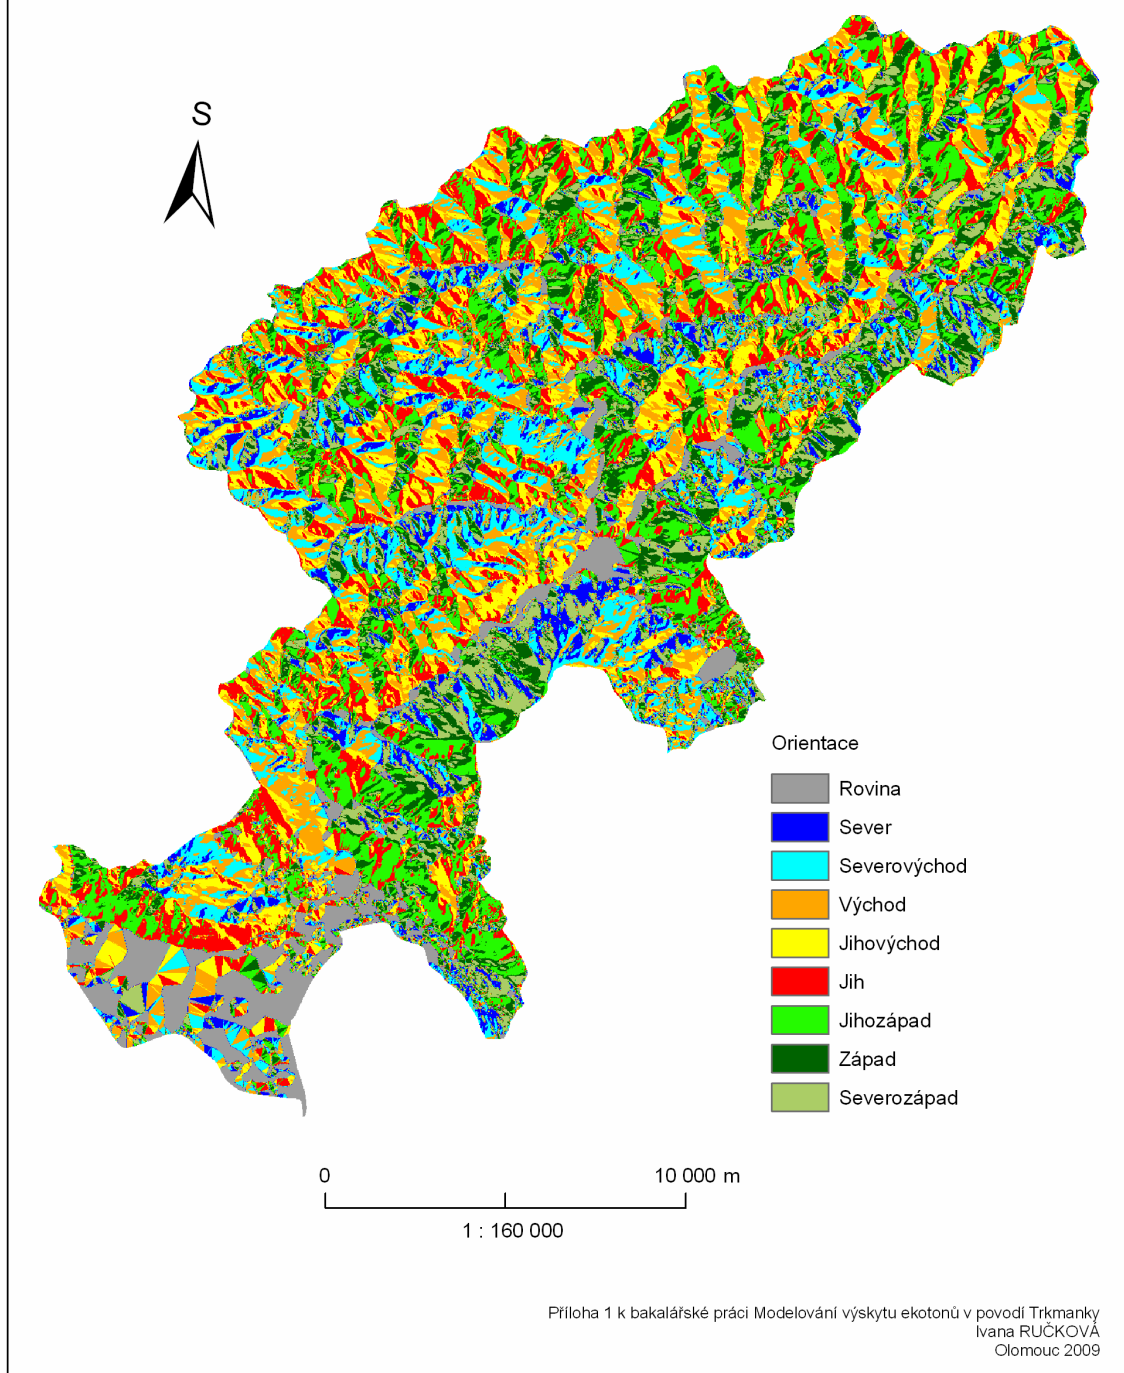 S
Orientace
Rovina
Sever
Severovýchod
Východ
Jihovýchod
Jih
Jihozápad
Západ
Severozápad
0 10 000 m
1 : 160 000
Příloha 1 k bakalářské práci Modelování výskytu ekotonů v povodí Trkmanky
Ivana RUČKOVÁ
Olomouc 2009